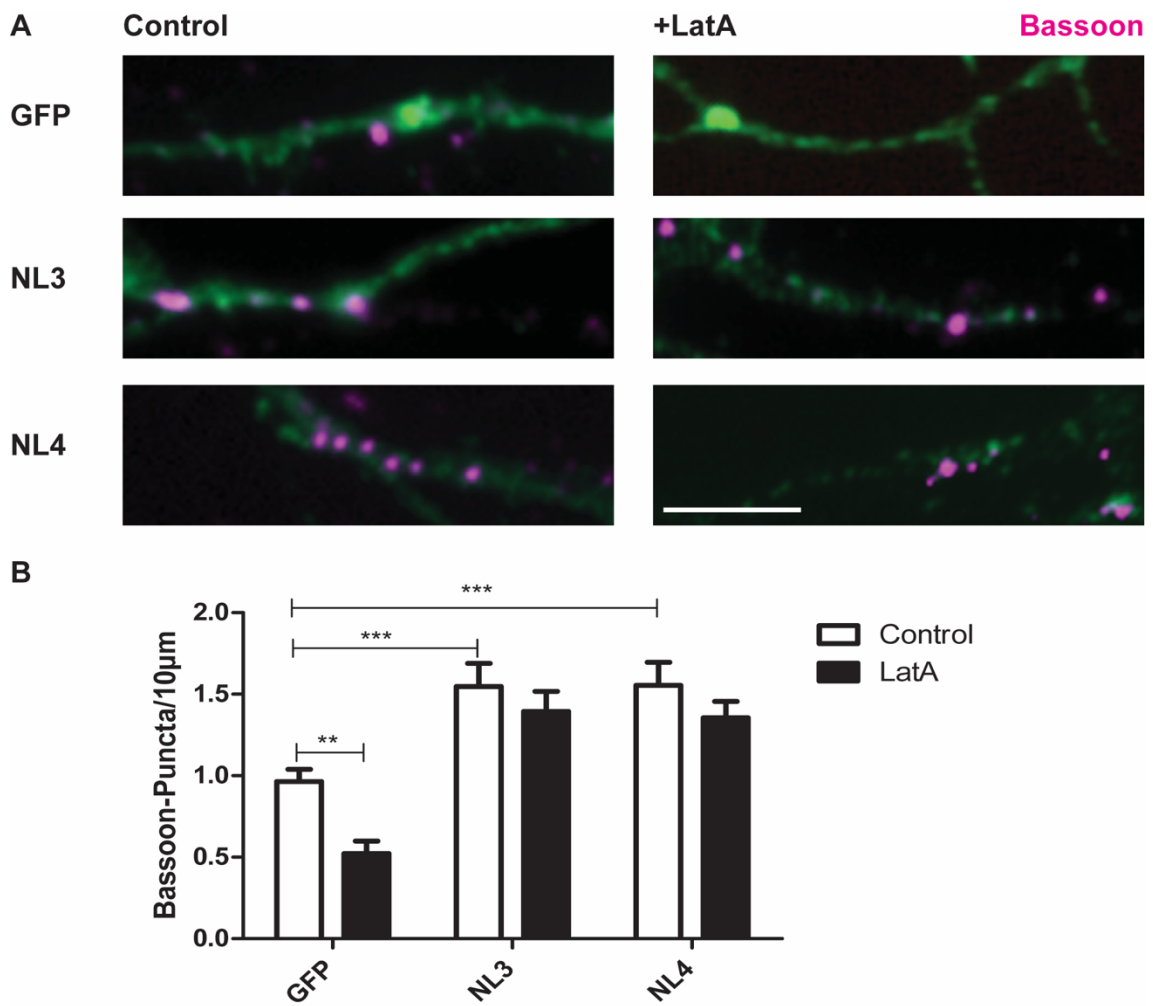 A
Control
+LatA
Bassoon
GFP
NL3
NL4
B
***
***
**
Bassoon-Puncta/10µm
2.0
1.5
1.0
0.5
0.0
Control
LatA
GFP
NL3
NL4